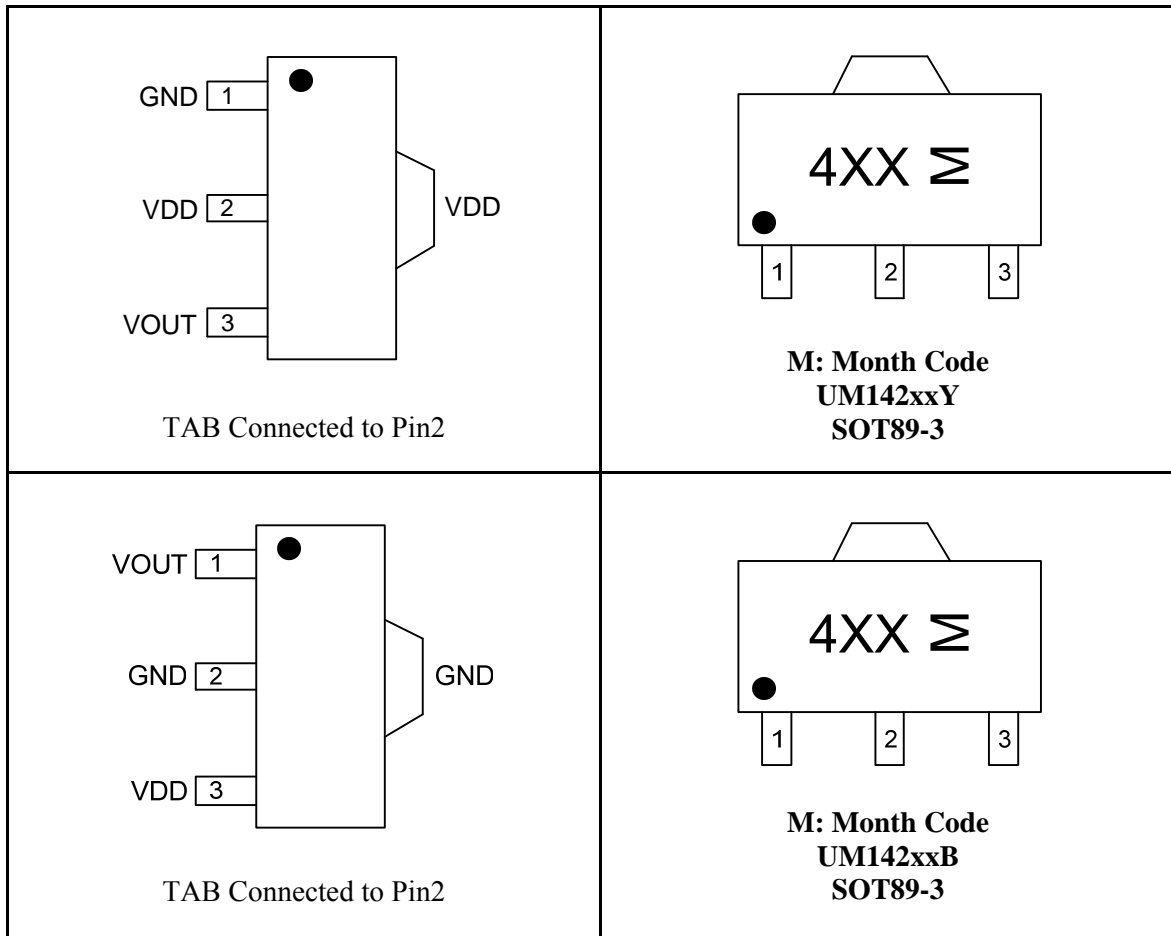 GND 1
VDD 2
VDD
VOUT 3
TAB Connected to Pin2
4XX M
1 2 3
M: Month Code
UM142xxY
SOT89-3
VOUT 1
GND 2
GND
VDD 3
TAB Connected to Pin2
4XX M
1 2 3
M: Month Code
UM142xxB
SOT89-3